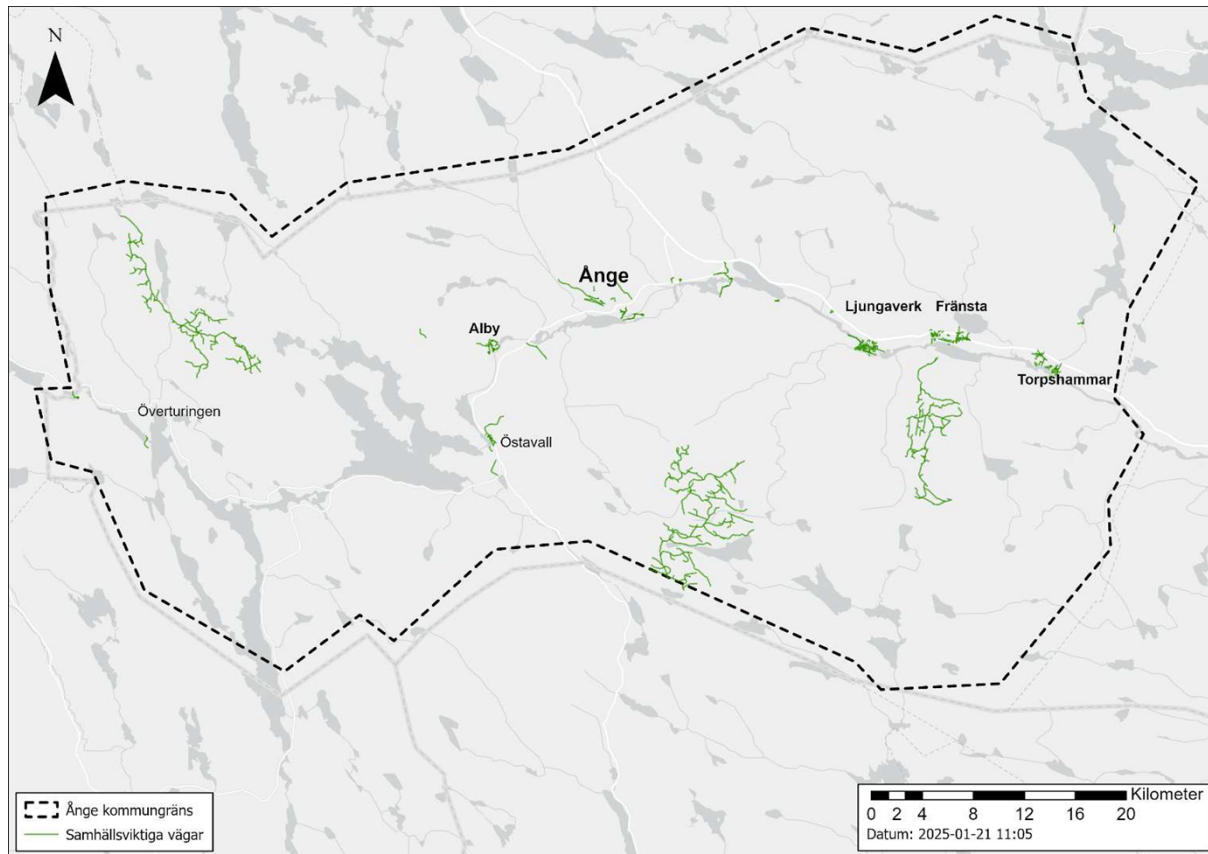 N
Ånge
Ljungaverk Fränsta
Alby
Torpshammar
Överturingen
Östavall
Ånge kommungräns
Samhällsviktiga vägar
Kilometer
0 2 4 8 12 16 20
Datum: 2025-01-21 11:05